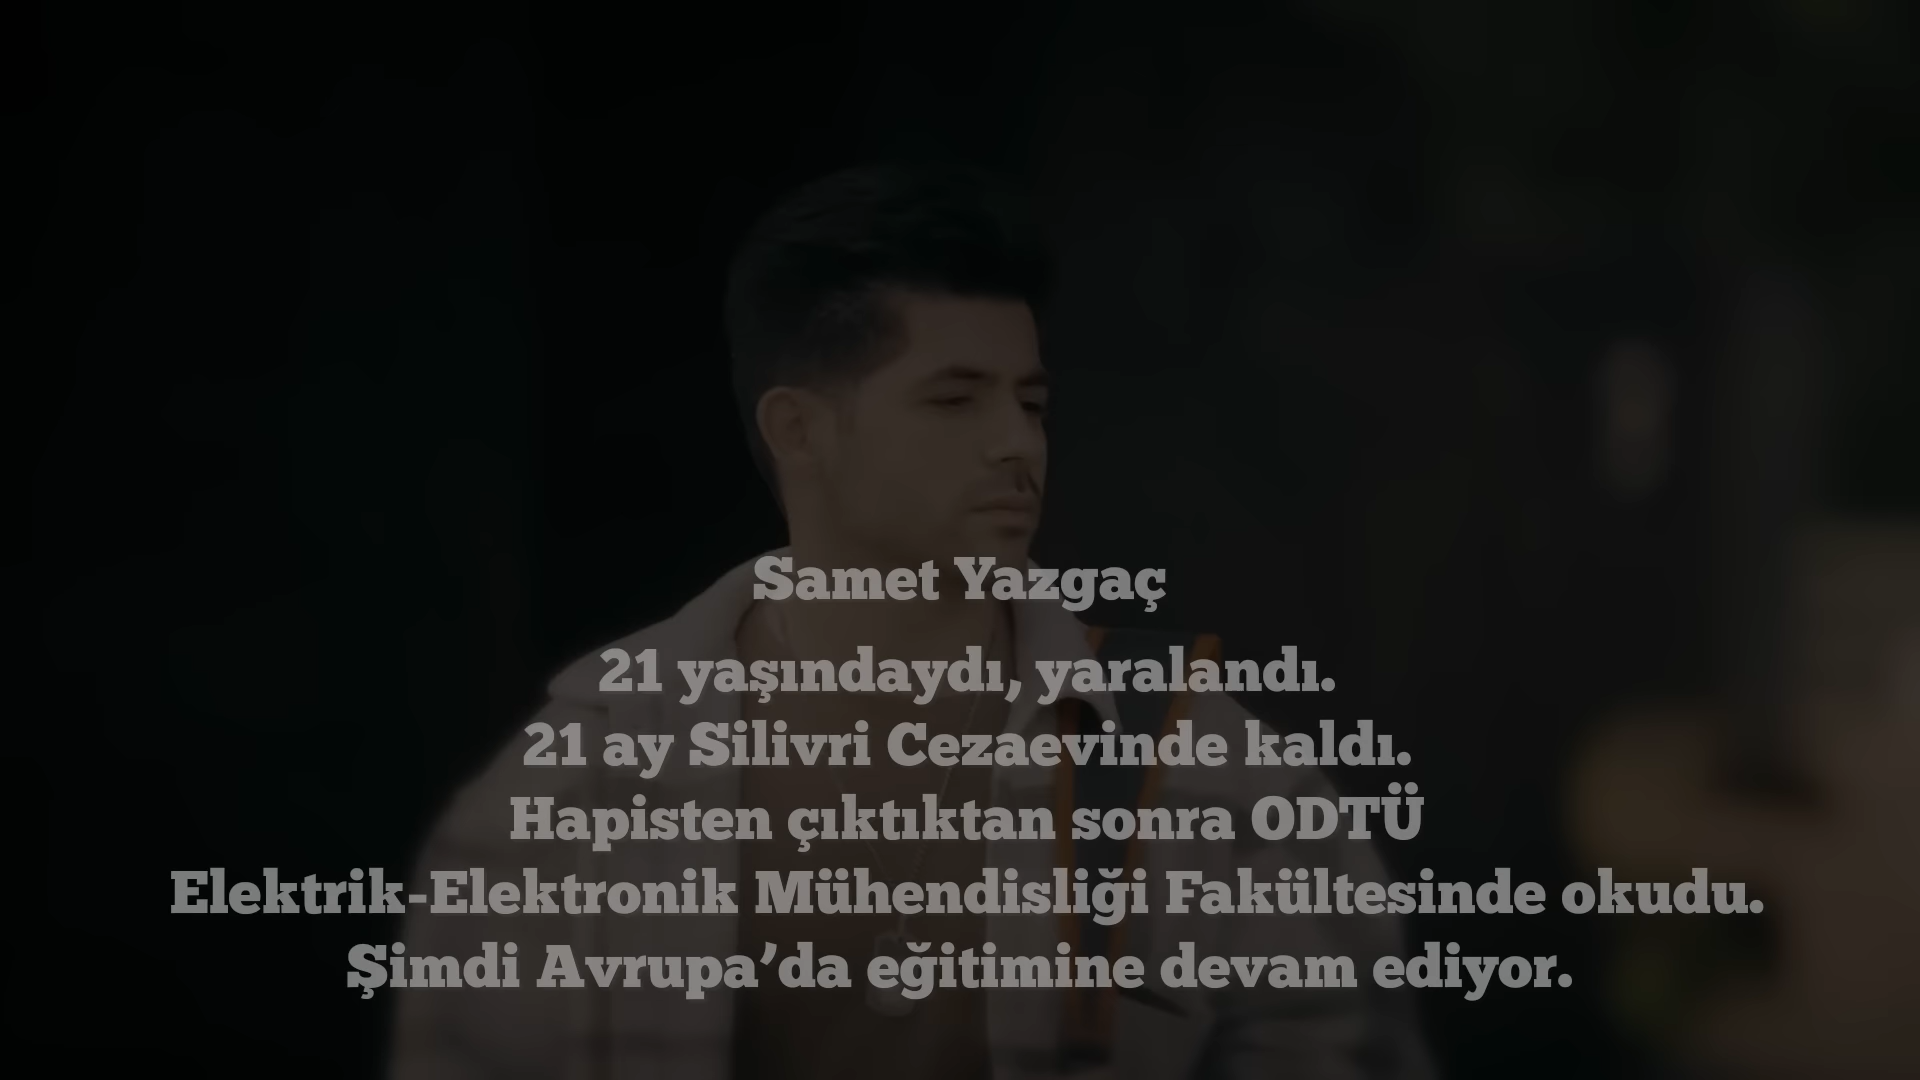 Samet Yazgaç
21 yaşındaydı, yaralandı.
21 ay Silivri Cezaevinde kaldı.
Hapisten çıktıktan sonra ODTÜ
Elektrik-Elektronik Mühendisliği Fakültesinde okudu.
Şimdi Avrupa’da eğitimine devam ediyor.